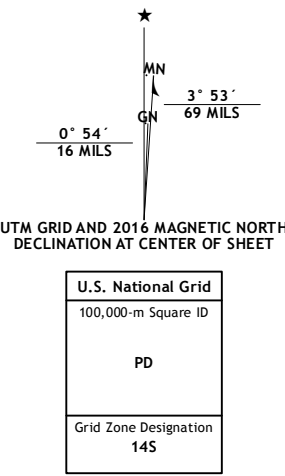 ★
MN
3° 53´
69 MILS
GN
0° 54´
16 MILS
UTM GRID AND 2016 MAGNETIC NORTH
DECLINATION AT CENTER OF SHEET
U.S. National Grid
100,000-m Square ID
PD
Grid Zone Designation
14S